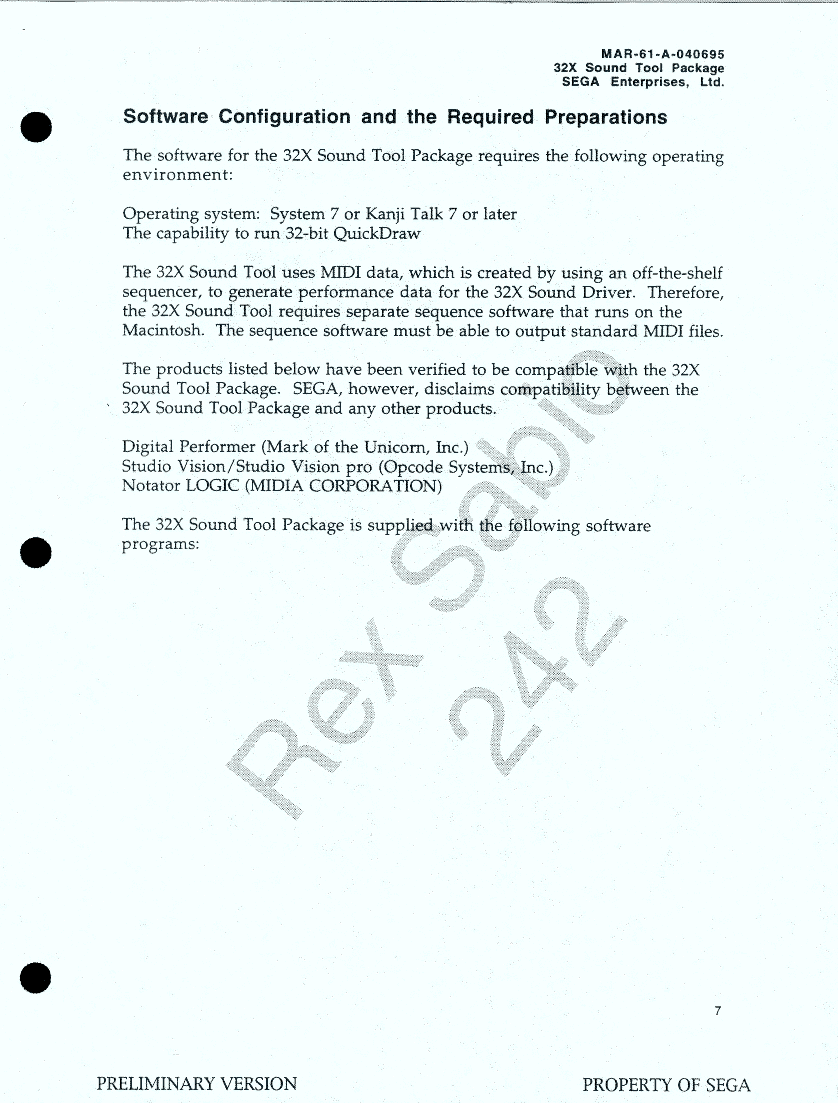 MAR-61-A-040695
32X Sound Tool Package
SEGA Enterprises, Ltd.
Software Configuration and the Required Preparations
The software for the 32X Sound Tool Package requires the following operating
environment:
Operating system: System 7 or Kanji Talk 7 or later
The capability to run 32-bit QuickDraw
The 32X Sound Tool uses MIDI data, which is created by using an off-the-shelf
sequencer, to generate performance data for the 32X Sound Driver. Therefore,
the 32X Sound Tool requires separate sequence software that runs on the
Macintosh. The sequence software must be able to output standard MIDI files.
The products listed below have been verified to be compatible with the 32X
Sound Tool Package. SEGA, however, disclaims compatibility between the
32X Sound Tool Package and any other products.
Digital Performer (Mark of the Unicorn, Inc.)
Studio Vision/Studio Vision pro (Opcode Systems, Inc.)
Notator LOGIC (MIDIA CORPORATION)
The 32X Sound Tool Package is supplied with the following software
programs:
Rex Sabio
242
7
PRELIMINARY VERSION
PROPERTY OF SEGA